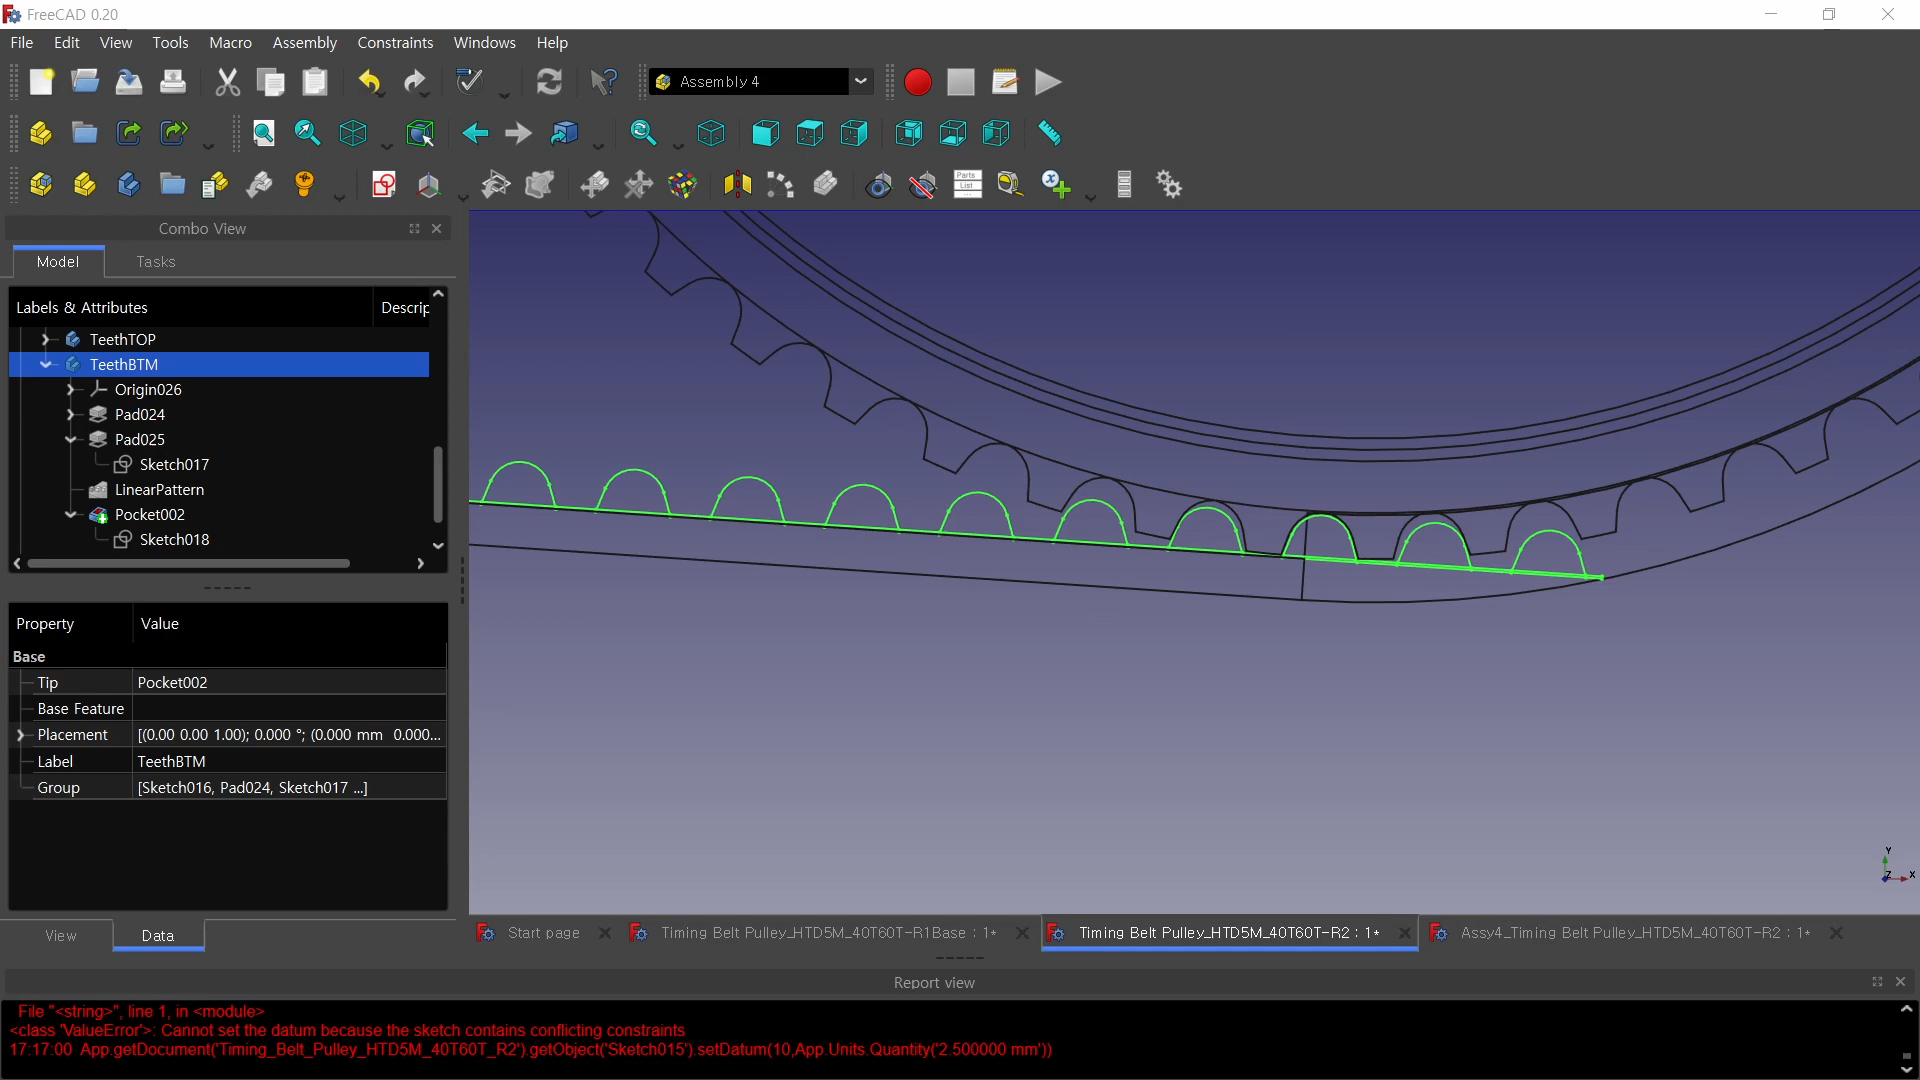 FreeCAD 0.20
File Edit View Tools Macro Assembly Constraints Windows Help
Assembly 4
Parts
List
Combo View
Model Tasks
Labels & Attributes Descrip
TeethTOP
TeethBTM
Origin026
Pad024
Pad025
Sketch017
LinearPattern
Pocket002
Sketch018
Property Value
Base
Tip Pocket002
Base Feature
Placement [(0.00 0.00 1.00); 0.000 °; (0.000 mm 0.000...
Label TeethBTM
Group [Sketch016, Pad024, Sketch017 ...]
Y
Z X
View Data
Start page Timing Belt Pulley_HTD5M_40T60T-R1Base : 1* Timing Belt Pulley_HTD5M_40T60T-R2 : 1* Assy4_Timing Belt Pulley_HTD5M_40T60T-R2 : 1*
Report view
File "<string>", line 1, in <module>
<class 'ValueError'>: Cannot set the datum because the sketch contains conflicting constraints
17:17:00 App.getDocument('Timing_Belt_Pulley_HTD5M_40T60T_R2').getObject('Sketch015').setDatum(10,App.Units.Quantity('2.500000 mm'))